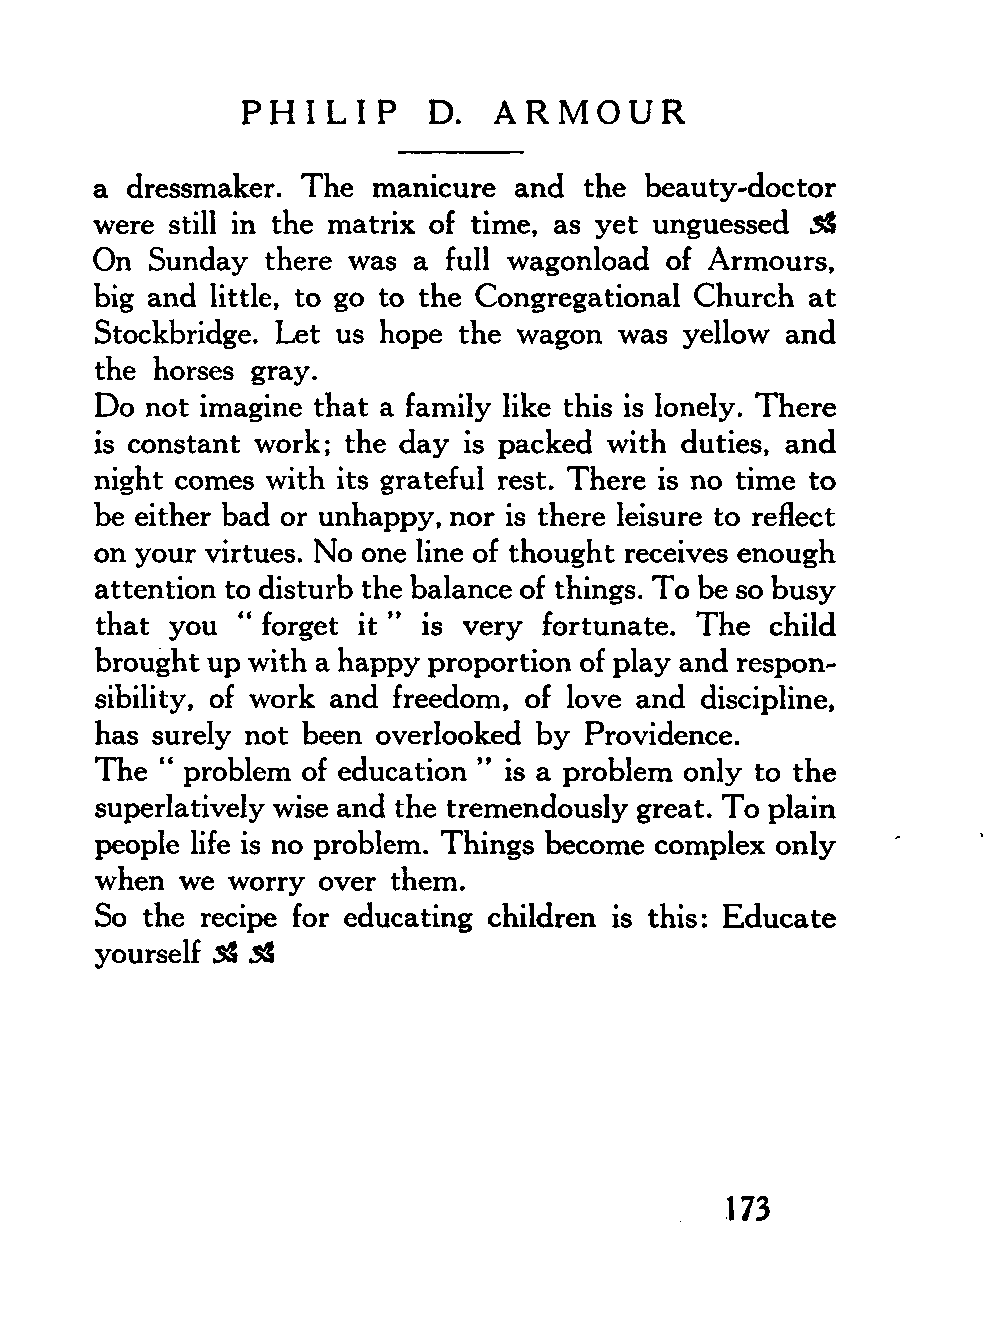 PHILIP D. ARMOUR
a dressmaker. The manicure and the beauty-doctor
were still in the matrix of time, as yet unguessed
On Sunday there was a full wagonload of Armours,
big and little, to go to the Congregational Church at
Stockbridge. Let us hope the wagon was yellow and
the horses gray.
Do not imagine that a family like this is lonely. There
is constant work; the day is packed with duties, and
night comes with its grateful rest. There is no time to
be either bad or unhappy, nor is there leisure to reflect
on your virtues. No one line of thought receives enough
attention to disturb the balance of things. To be so busy
that you “ forget it ” is very fortunate. The child
brought up with a happy proportion of play and respon-
sibility, of work and freedom, of love and discipline,
has surely not been overlooked by Providence.
The “ problem of education ” is a problem only to the
superlatively wise and the tremendously great. To plain
people life is no problem. Things become complex only
when we worry over them.
So the recipe for educating children is this: Educate
yourself
173